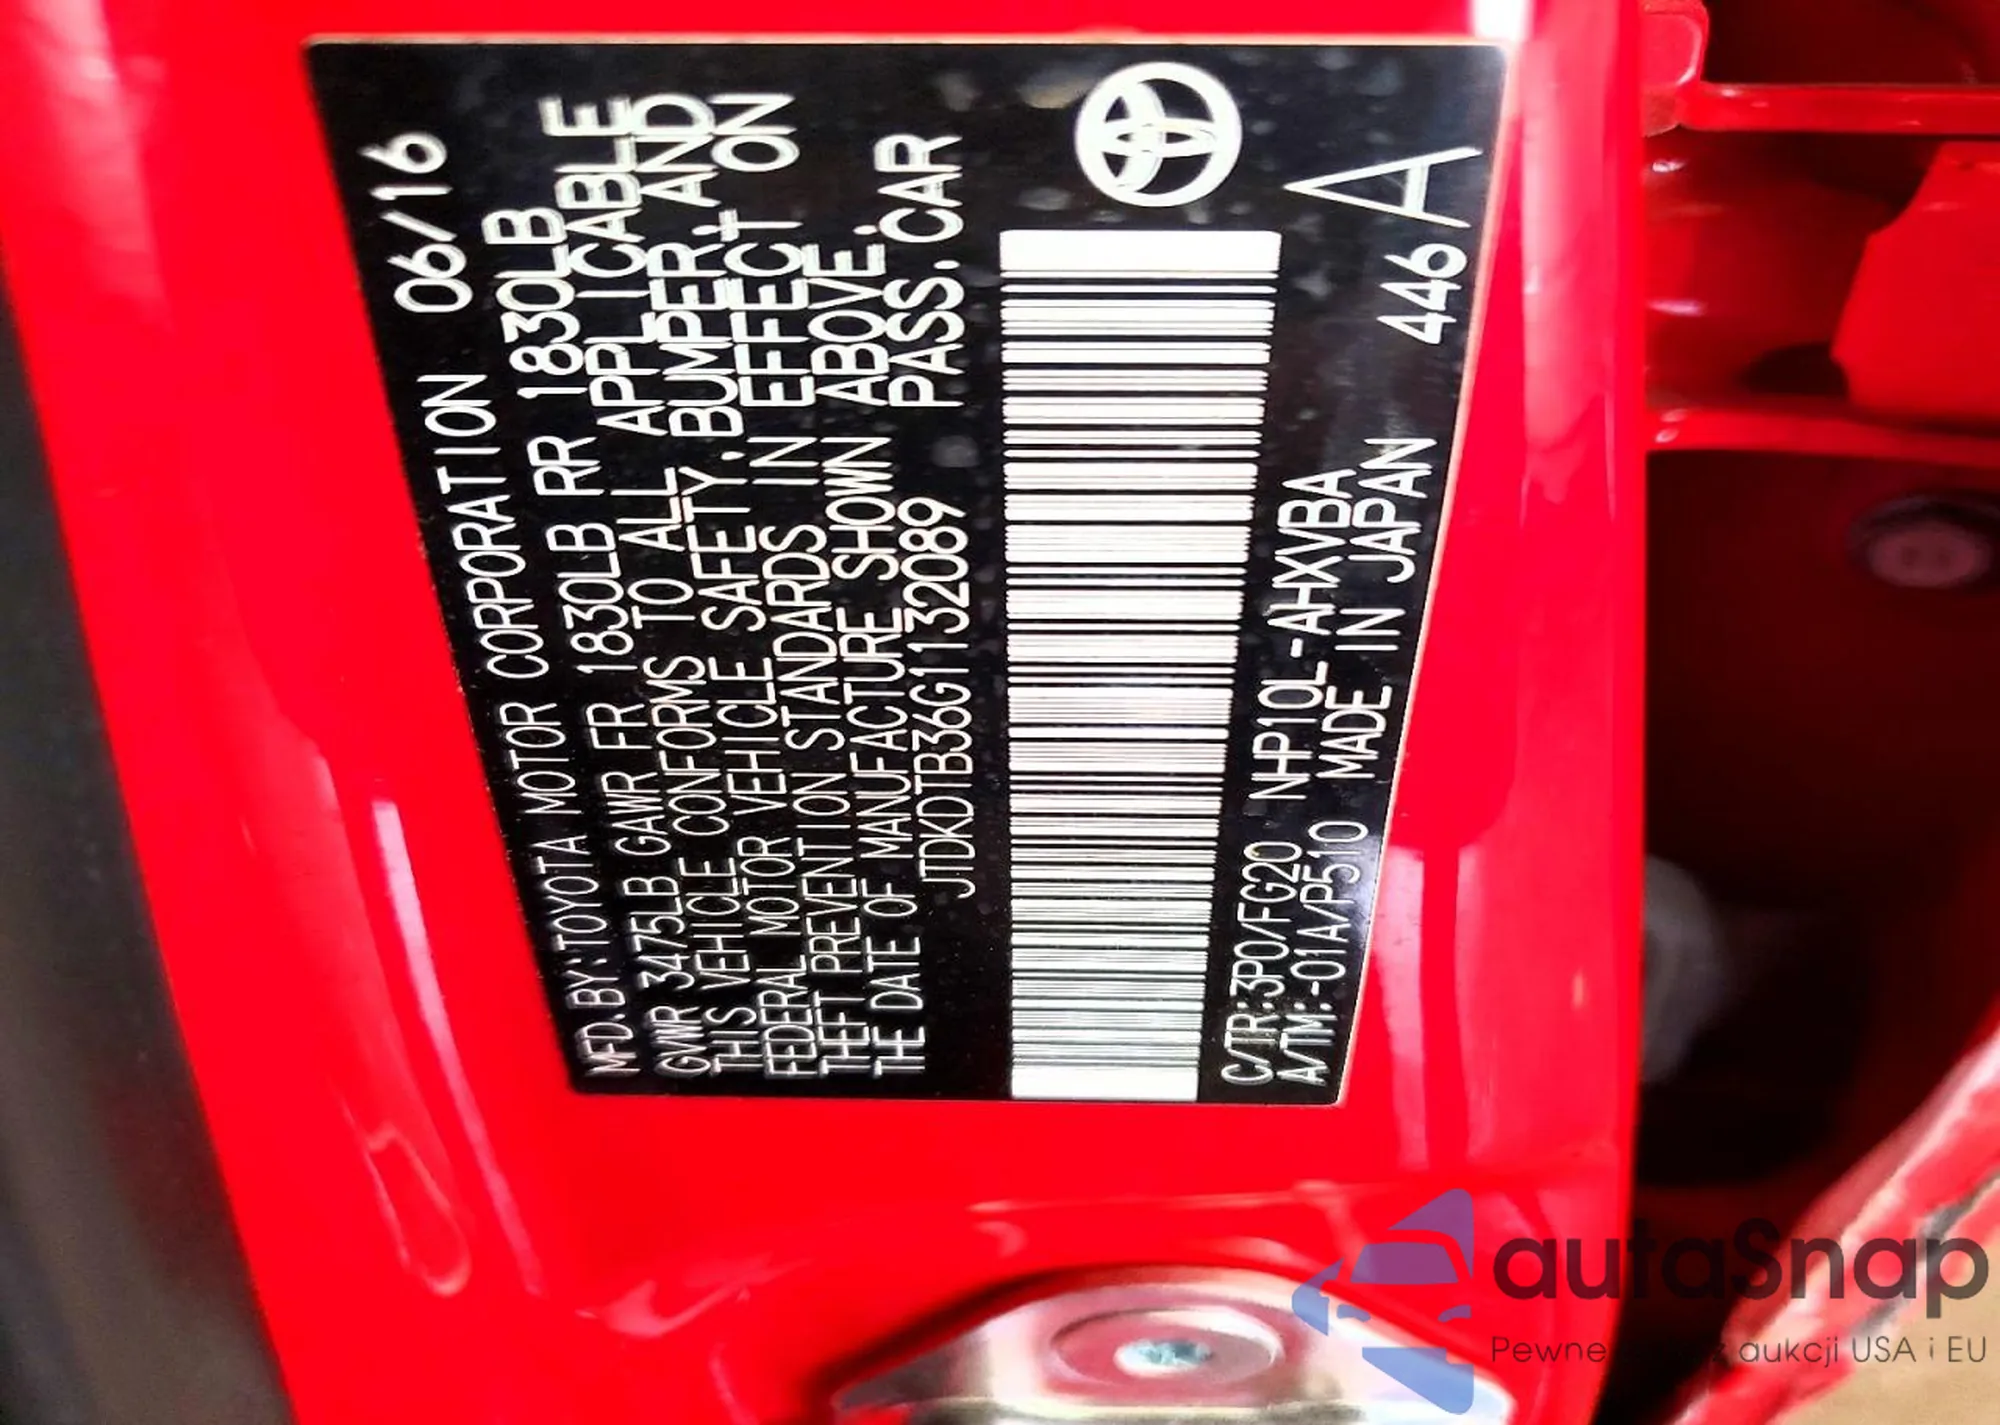 MFD.BY:TOYOTA MOTOR CORPORATION 06/16
GVWR 3475LB GAWR FR 1830LB RR 1830LB
THIS VEHICLE CONFORMS TO ALL APPLICABLE
FEDERAL MOTOR VEHICLE SAFETY, BUMPER, AND
THEFT PREVENTION STANDARDS IN EFFECT ON
THE DATE OF MANUFACTURE SHOWN ABOVE.
JTDKDTB36G1132089 PASS. CAR
C/TR:3P0/FG20 NHP10L-AHXVBA 446
A/TM:-01A/P510 MADE IN JAPAN A
autaSnap
Pewne aukcji USA i EU